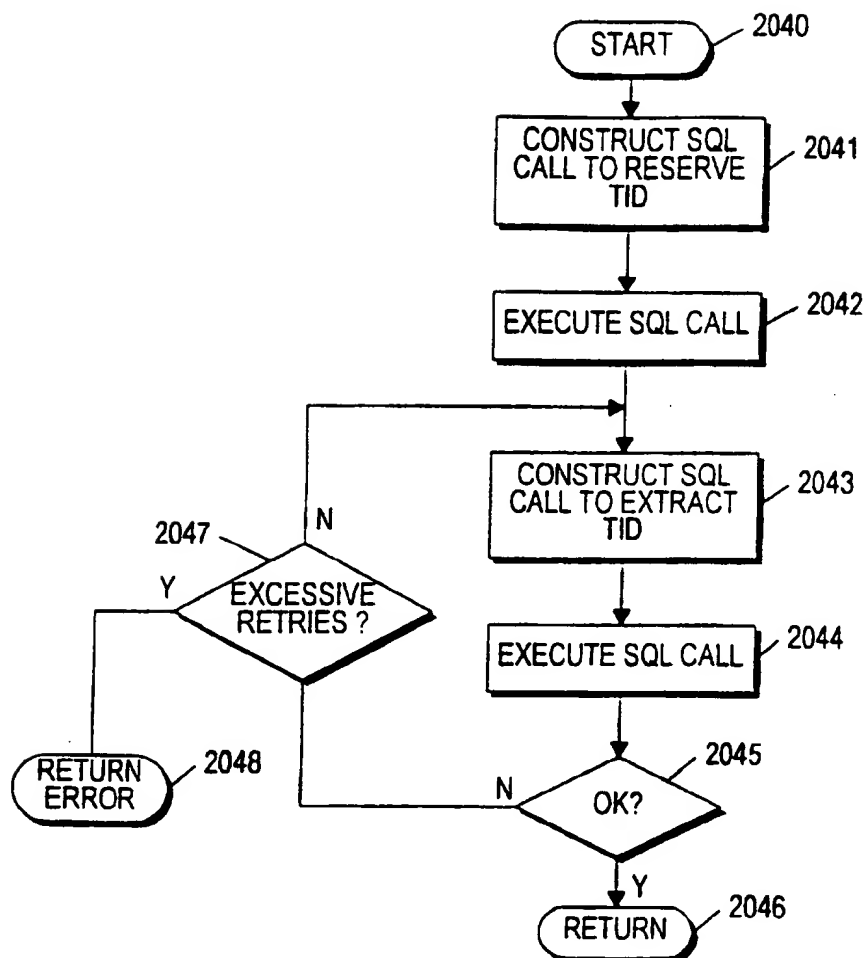 START
2040
CONSTRUCT SQL
CALL TO RESERVE
TID
2041
EXECUTE SQL CALL
2042
CONSTRUCT SQL
CALL TO EXTRACT
TID
2043
N
2047
Y
EXCESSIVE
RETRIES ?
EXECUTE SQL CALL
2044
RETURN
ERROR
2048
2045
N
OK?
Y
RETURN
2046